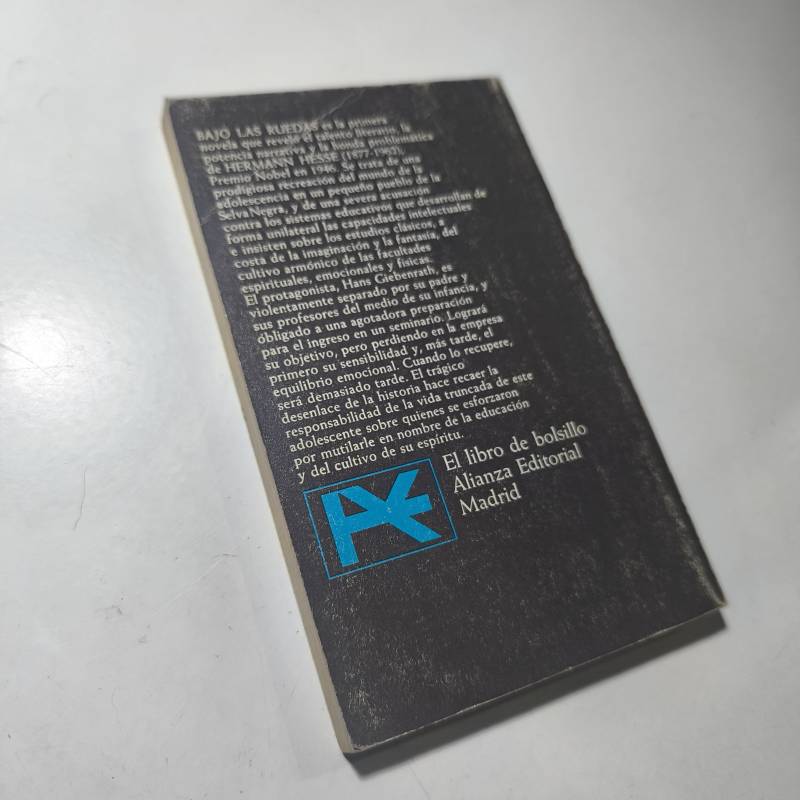 BAJO LAS RUEDAS es la primera
novela que reveló el talento literario, la
potencia narrativa y la honda problemática
de HERMANN HESSE (1877-1962),
Premio Nobel en 1946. Se trata de una
prodigiosa recreación del mundo de la
adolescencia en un pequeño pueblo de la
Selva Negra, y de una severa acusación
contra los sistemas educativos que desarrollan de
forma unilateral las capacidades intelectuales
e insisten sobre los estudios clásicos, a
costa de la imaginación y la fantasía, del
cultivo armónico de las facultades
espirituales, emocionales y físicas.
El protagonista, Hans Giebenrath, es
violentamente separado por su padre y
sus profesores del medio de su infancia, y
obligado a una agotadora preparación
para el ingreso en un seminario. Logrará
su objetivo, pero perdiendo en la empresa
primero su sensibilidad y, más tarde, el
equilibrio emocional. Cuando lo recupere,
será demasiado tarde. El trágico
desenlace de la historia hace recaer la
responsabilidad de la vida truncada de este
adolescente sobre quienes se esforzaron
por mutilarle en nombre de la educación
y del cultivo de su espíritu.
El libro de bolsillo
Alianza Editorial
Madrid